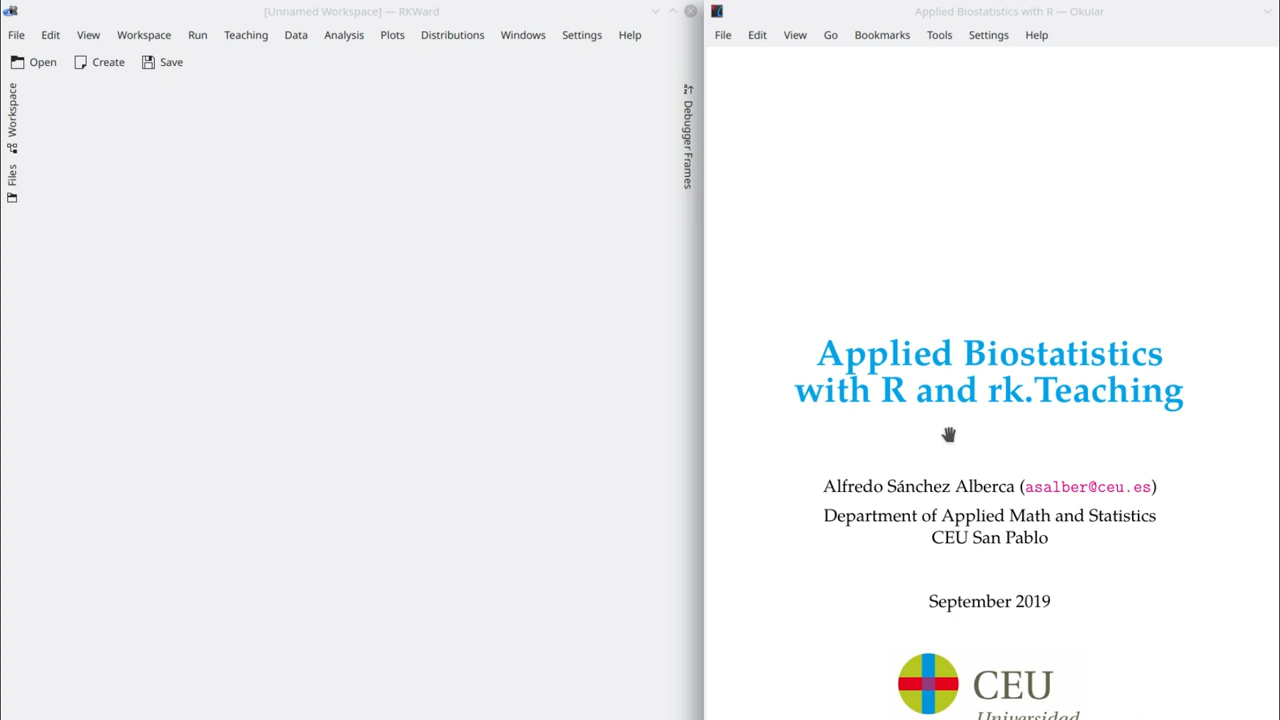 [Unnamed Workspace] — RKWard
File Edit View Workspace Run Teaching Data Analysis Plots Distributions Windows Settings Help
Open Create Save
Workspace
Files
Debugger Frames
Applied Biostatistics with R — Okular
File Edit View Go Bookmarks Tools Settings Help
Applied Biostatistics
with R and rk.Teaching
Alfredo Sánchez Alberca (asalber@ceu.es)
Department of Applied Math and Statistics
CEU San Pablo
September 2019
CEU
Universidad